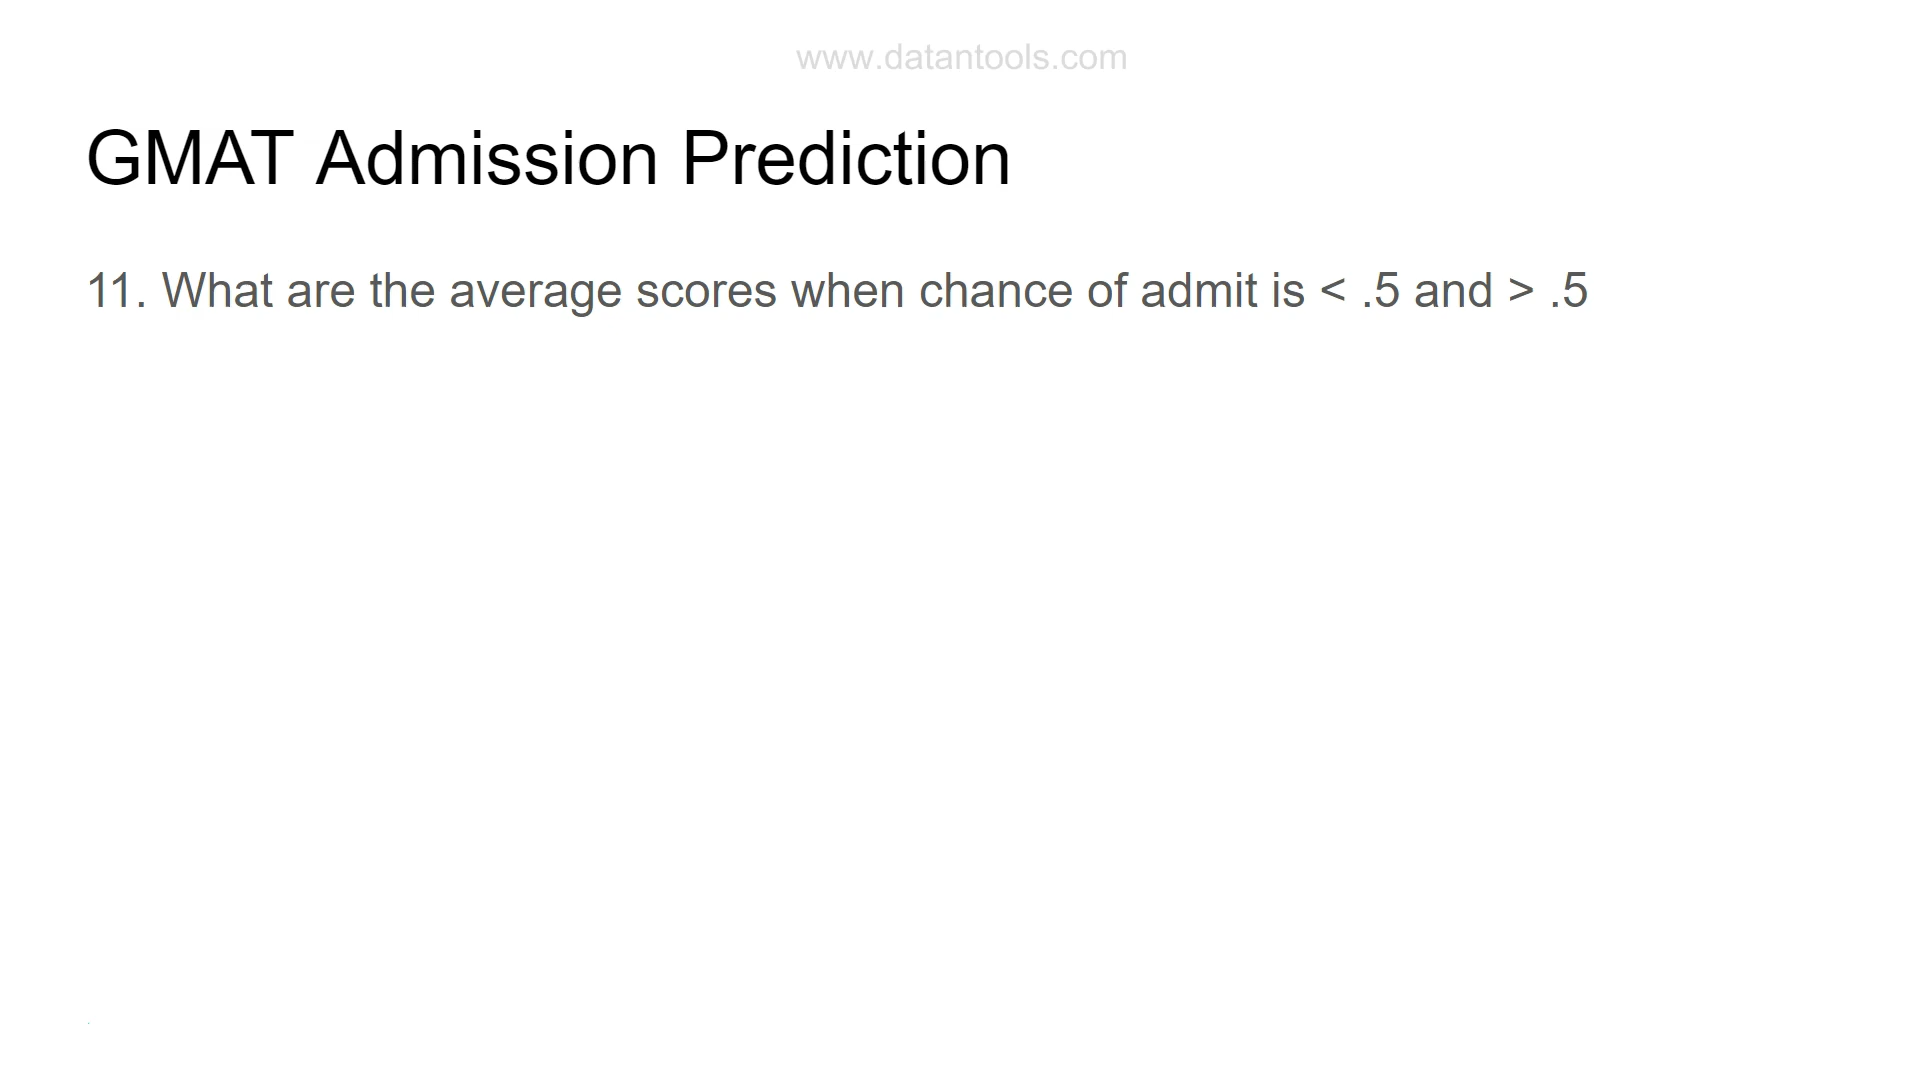 www.datantools.com
GMAT Admission Prediction
11. What are the average scores when chance of admit is < .5 and > .5